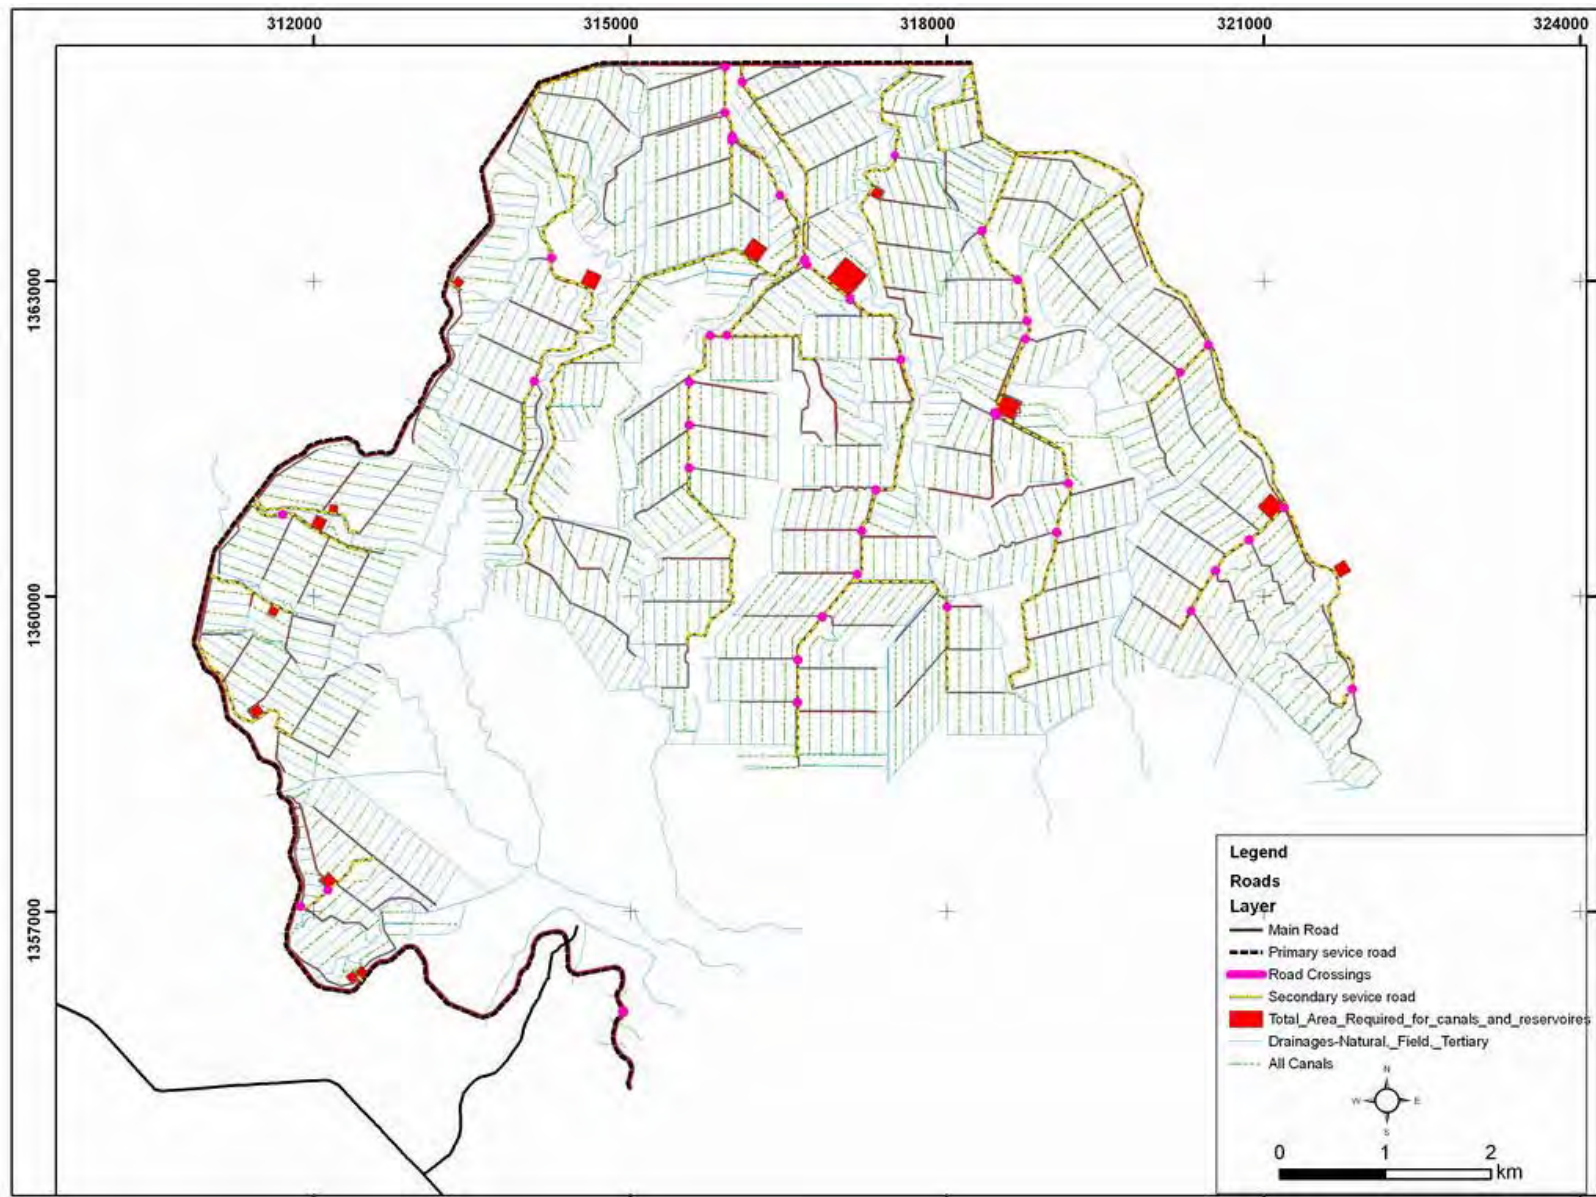 312000 315000 318000 321000 324000
1363000
1360000
1357000
Legend
Roads
Layer
Main Road
Primary sevice road
Road Crossings
Secondary sevice road
Total_Area_Required_for_canals_and_reservoires
Drainages-Natural,_Field,_Tertiary
All Canals
N
W E
S
0 1 2
km